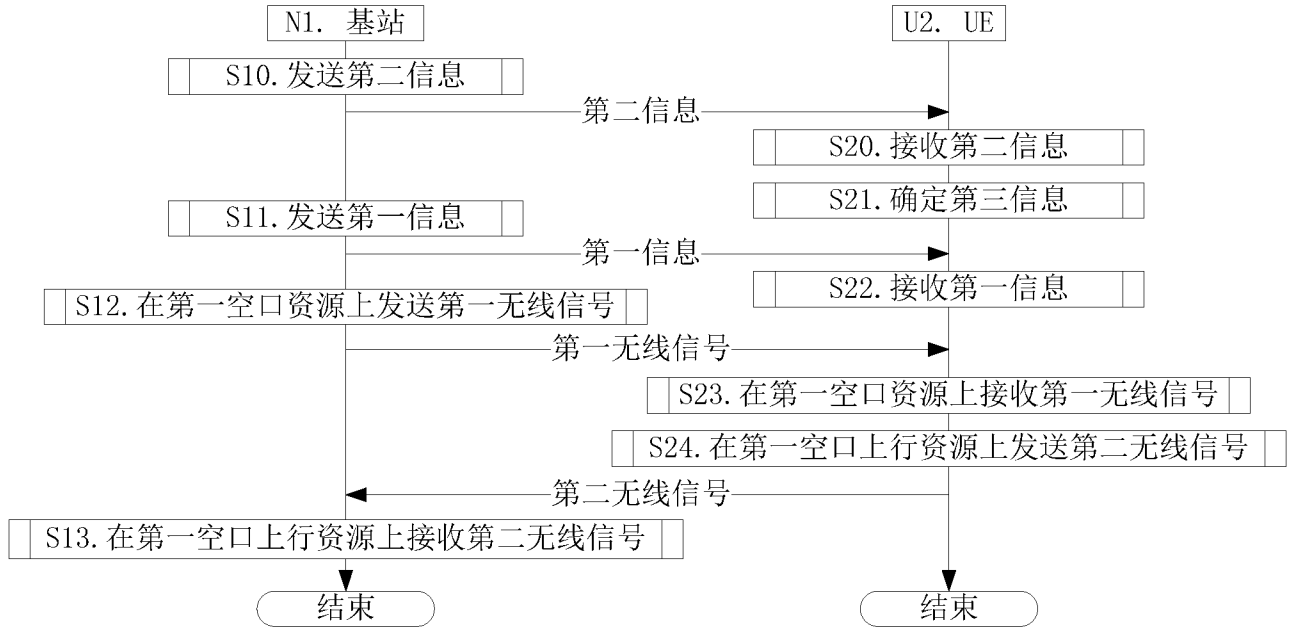 N1. 基站
U2. UE
S10.发送第二信息
第二信息
S20.接收第二信息
S21.确定第三信息
S11.发送第一信息
第一信息
S22.接收第一信息
S12.在第一空口资源上发送第一无线信号
第一无线信号
S23.在第一空口资源上接收第一无线信号
S24.在第一空口上行资源上发送第二无线信号
第二无线信号
S13.在第一空口上行资源上接收第二无线信号
结束
结束